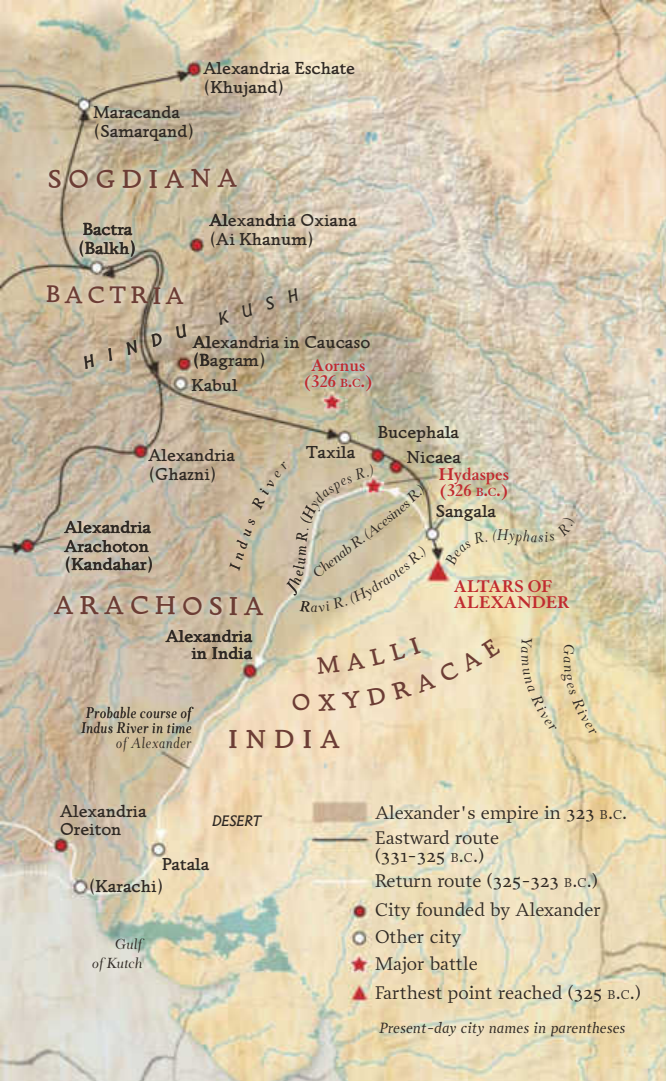 Alexandria Eschate
(Khujand)
Maracanda
(Samarqand)
SOGDIANA
Alexandria Oxiana
(Ai Khanum)
Bactra
(Balkh)
BACTRIA
HINDU KUSH
Alexandria in Caucaso
(Bagram)
Kabul
Aornus
(326 B.C.)
Bucephala
Taxila
Nicaea
Alexandria
(Ghazni)
Hydaspes
(326 B.C.)
Indus River
Jhelum R. (Hydaspes R.)
Chenab R. (Acesines R.)
Sangala
Beas R. (Hyphasis R.)
Alexandria
Arachoton
(Kandahar)
Ravi R. (Hydraotes R.)
ALTARS OF
ALEXANDER
ARACHOSIA
Alexandria
in India
MALLI
OXYDRACAE
Yamuna River
Ganges River
Probable course of
Indus River in time
of Alexander
INDIA
Alexandria
Oreiton
DESERT
Patala
(Karachi)
Gulf
of Kutch
Alexander's empire in 323 B.C.
Eastward route
(331-325 B.C.)
Return route (325-323 B.C.)
City founded by Alexander
Other city
Major battle
Farthest point reached (325 B.C.)
Present-day city names in parentheses